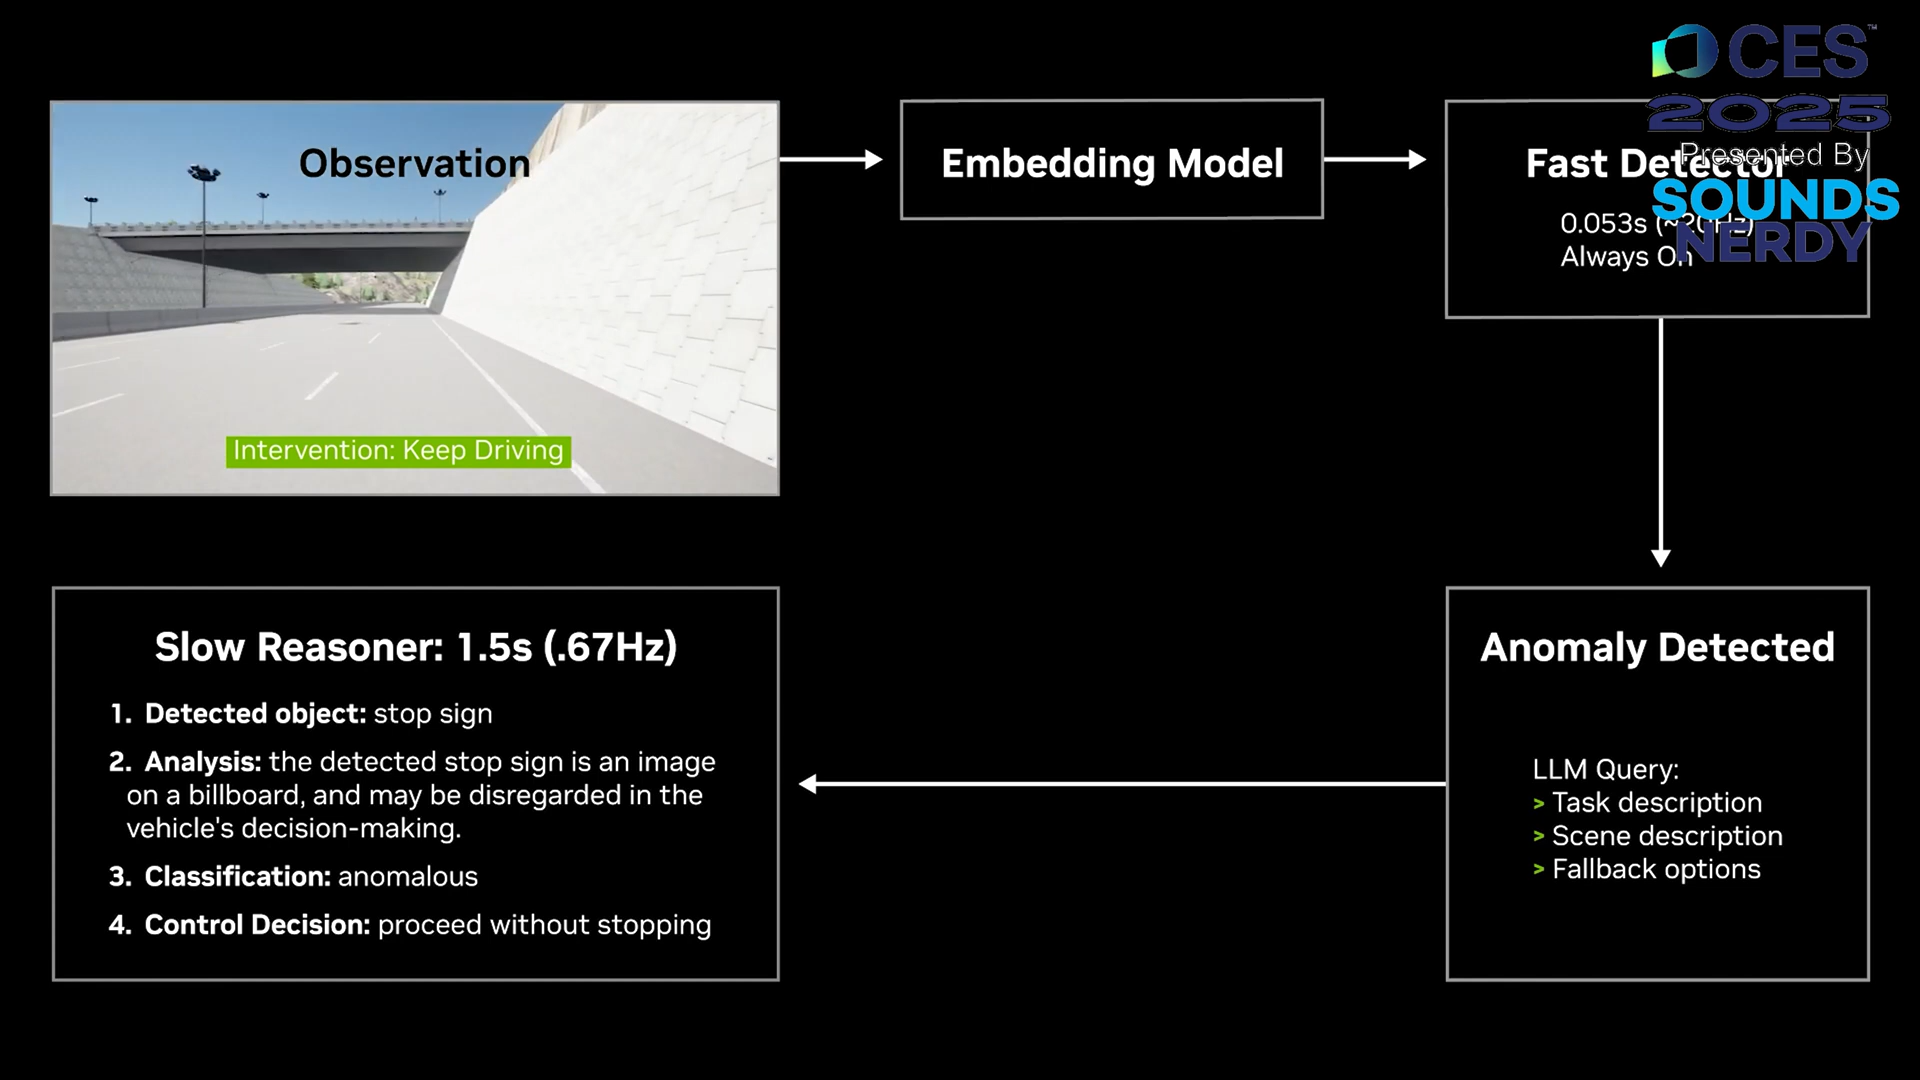 CES™
2025
Presented By
SOUNDS
NERDY
Observation
Intervention: Keep Driving
Embedding Model
Fast Detector
0.053s (~20Hz)
Always On
Anomaly Detected
LLM Query:
> Task description
> Scene description
> Fallback options
Slow Reasoner: 1.5s (.67Hz)
1. Detected object: stop sign
2. Analysis: the detected stop sign is an image
on a billboard, and may be disregarded in the
vehicle's decision-making.
3. Classification: anomalous
4. Control Decision: proceed without stopping